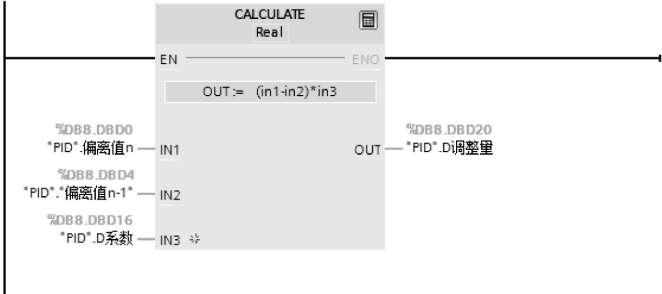 CALCULATE
Real
EN
ENO
OUT := (in1-in2)*in3
%DB8.DBD0
"PID".偏离值n
IN1
%DB8.DBD20
OUT
"PID".D调整量
%DB8.DBD4
"PID"."偏离值n-1"
IN2
%DB8.DBD16
"PID".D系数
IN3